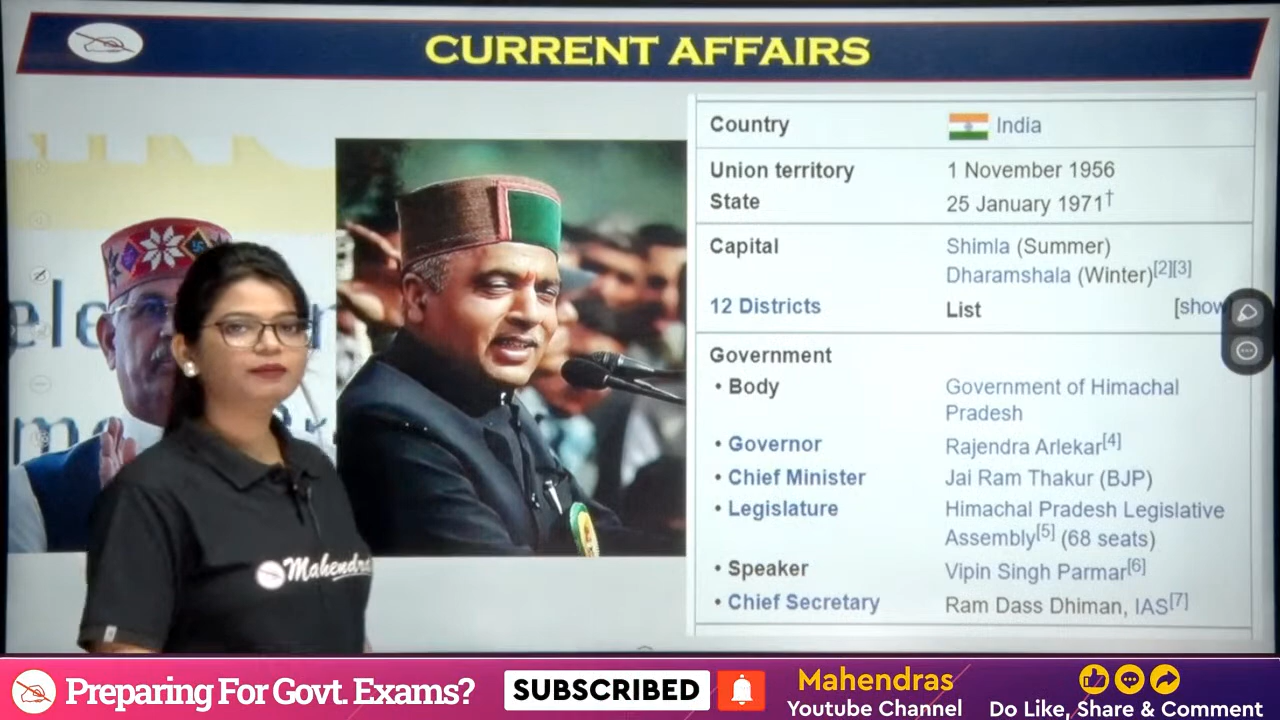 CURRENT AFFAIRS
Country India
Union territory 1 November 1956
State 25 January 1971†
Capital Shimla (Summer)
Dharamshala (Winter)[2][3]
12 Districts List [show
Government
• Body Government of Himachal
Pradesh
• Governor Rajendra Arlekar[4]
• Chief Minister Jai Ram Thakur (BJP)
• Legislature Himachal Pradesh Legislative
Assembly[5] (68 seats)
• Speaker Vipin Singh Parmar[6]
• Chief Secretary Ram Dass Dhiman, IAS[7]
ele
me
Mahendra
Preparing For Govt. Exams?
SUBSCRIBED
Mahendras
Youtube Channel
Do Like, Share & Comment